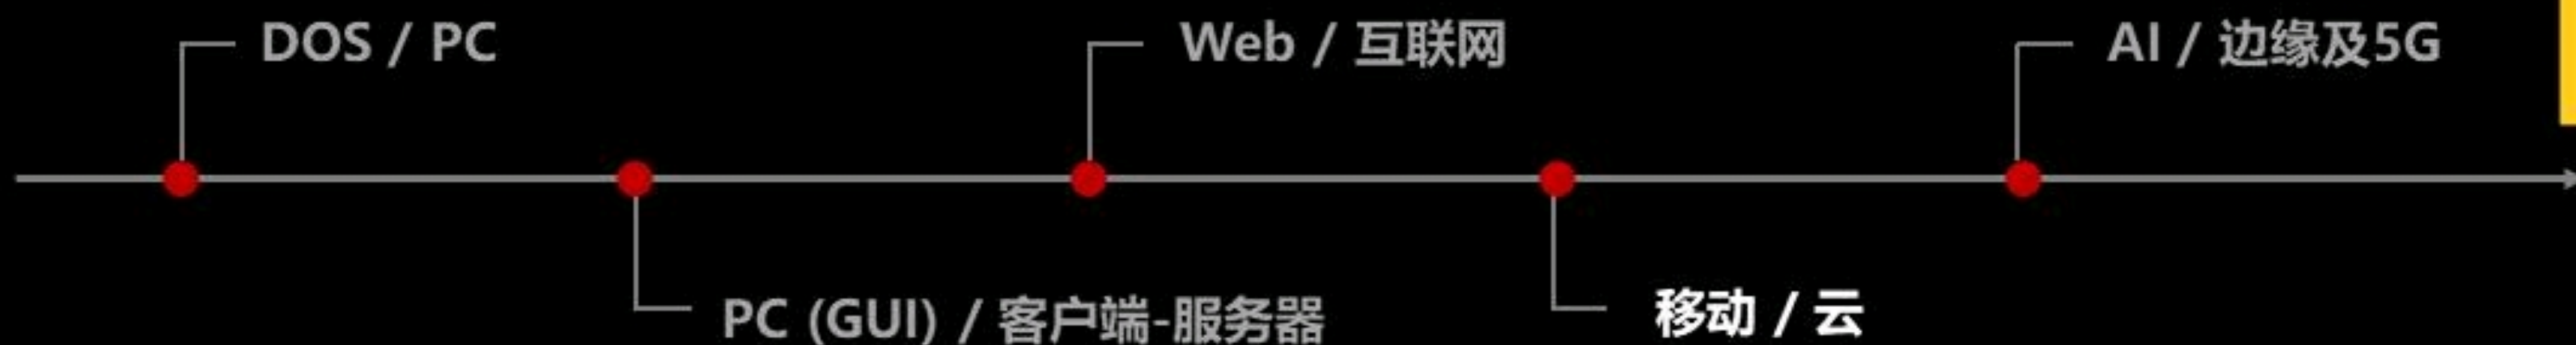 DOS / PC
Web / 互联网
AI / 边缘及5G
PC (GUI) / 客户端-服务器
移动 / 云